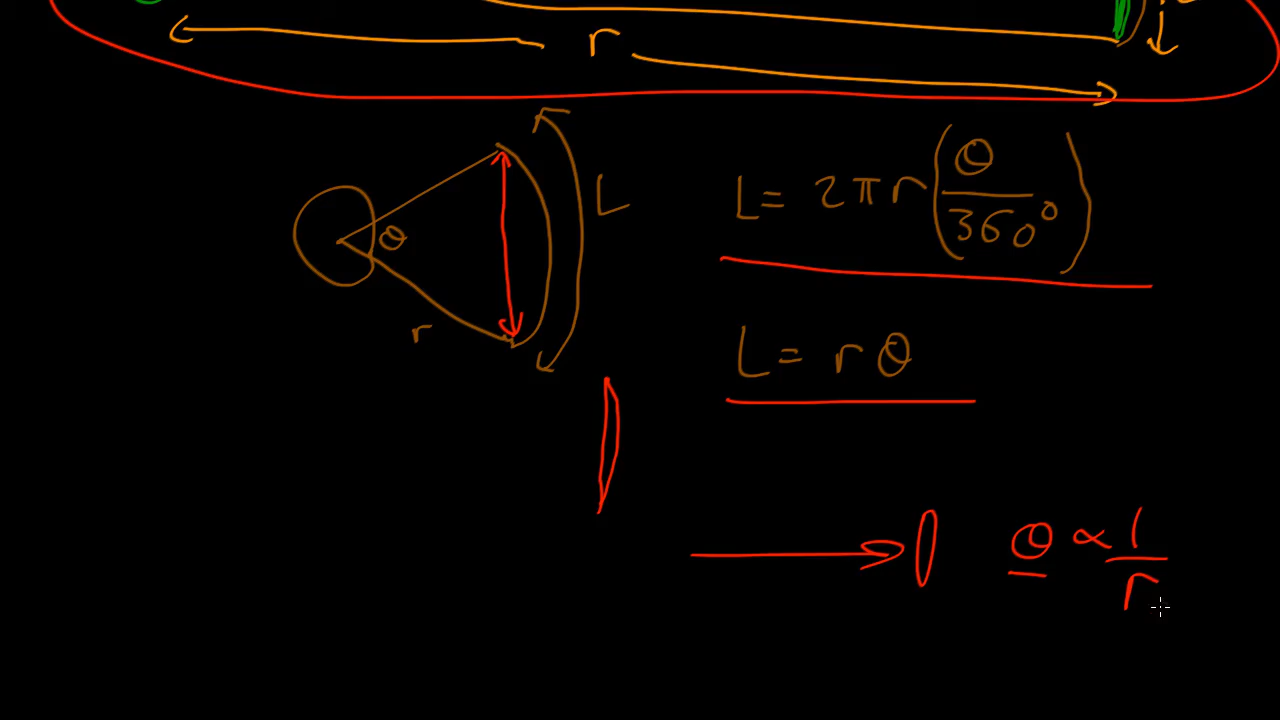 r
L
θ
r
L = 2πr(θ/360°)
L = rθ
θ ∝ 1/r